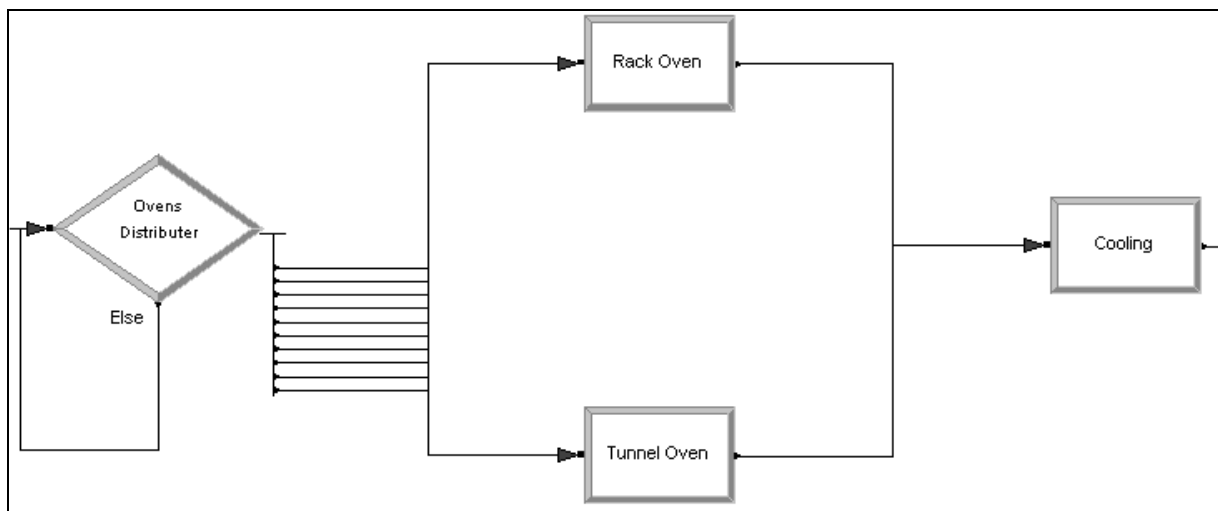 Rack Oven
Ovens
Distributer
Cooling
Else
Tunnel Oven